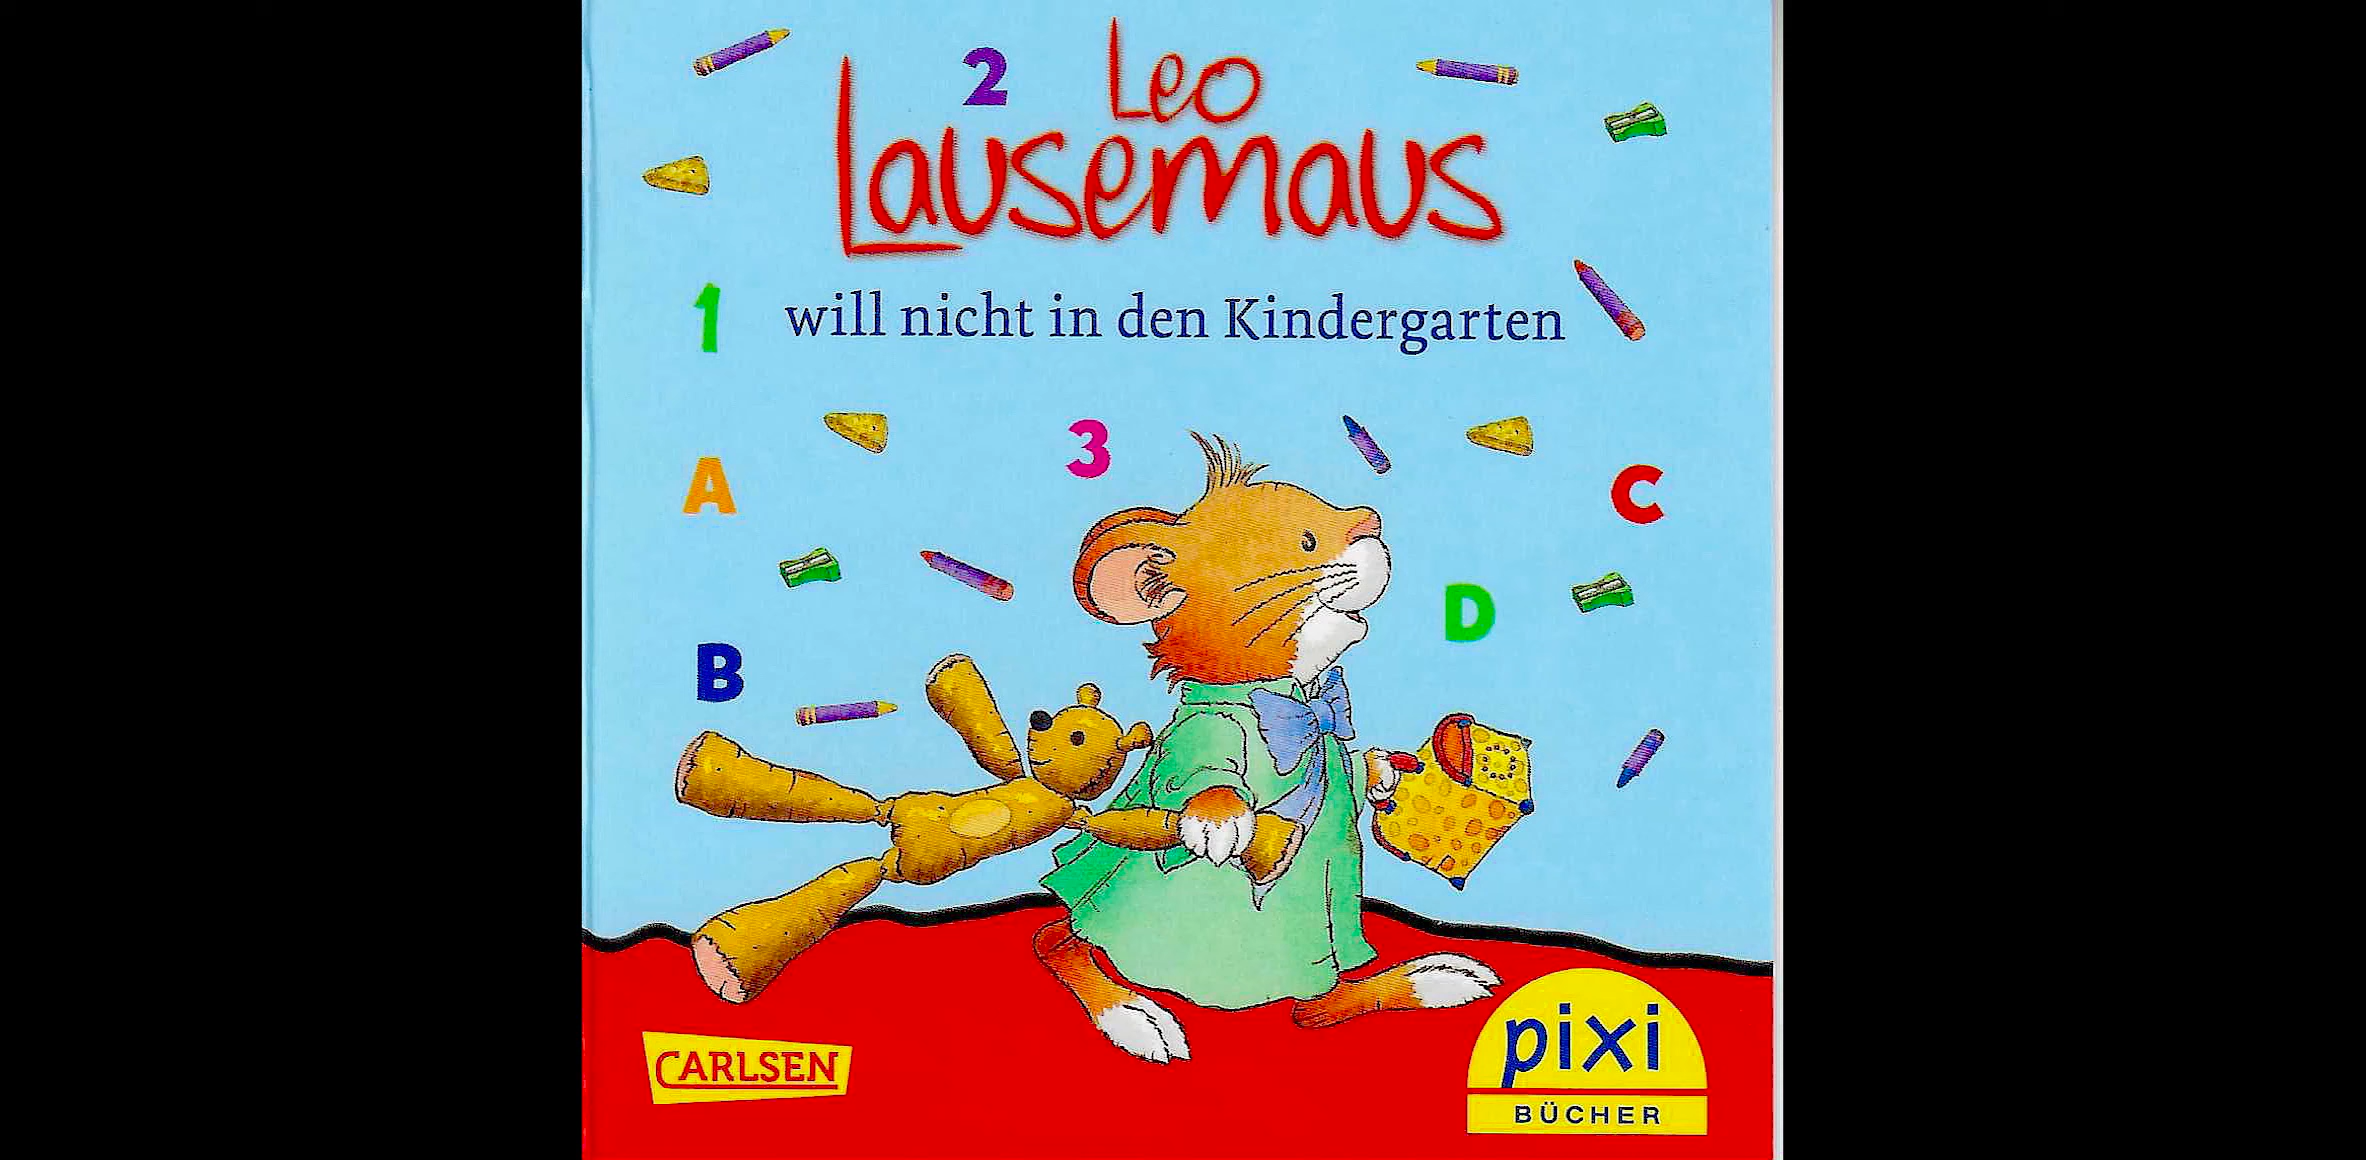 2
Leo
Lausemaus
1
will nicht in den Kindergarten
3
A
C
D
B
CARLSEN
pixi
BÜCHER